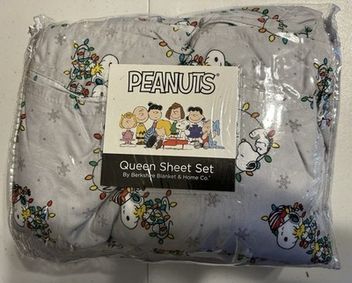 PEANUTS
Queen Sheet Set
By Berkshire Blanket & Home Co.